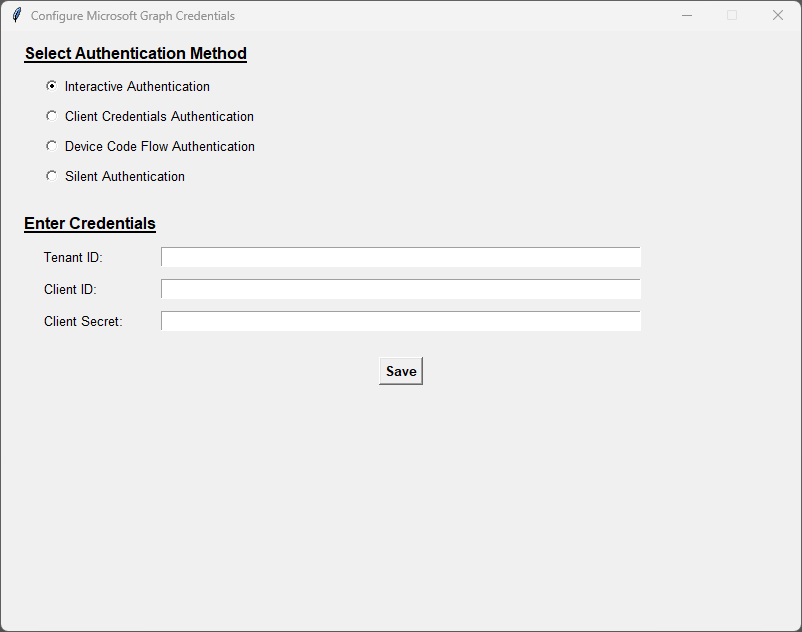 Configure Microsoft Graph Credentials
Select Authentication Method
Interactive Authentication
Client Credentials Authentication
Device Code Flow Authentication
Silent Authentication
Enter Credentials
Tenant ID:
Client ID:
Client Secret:
Save